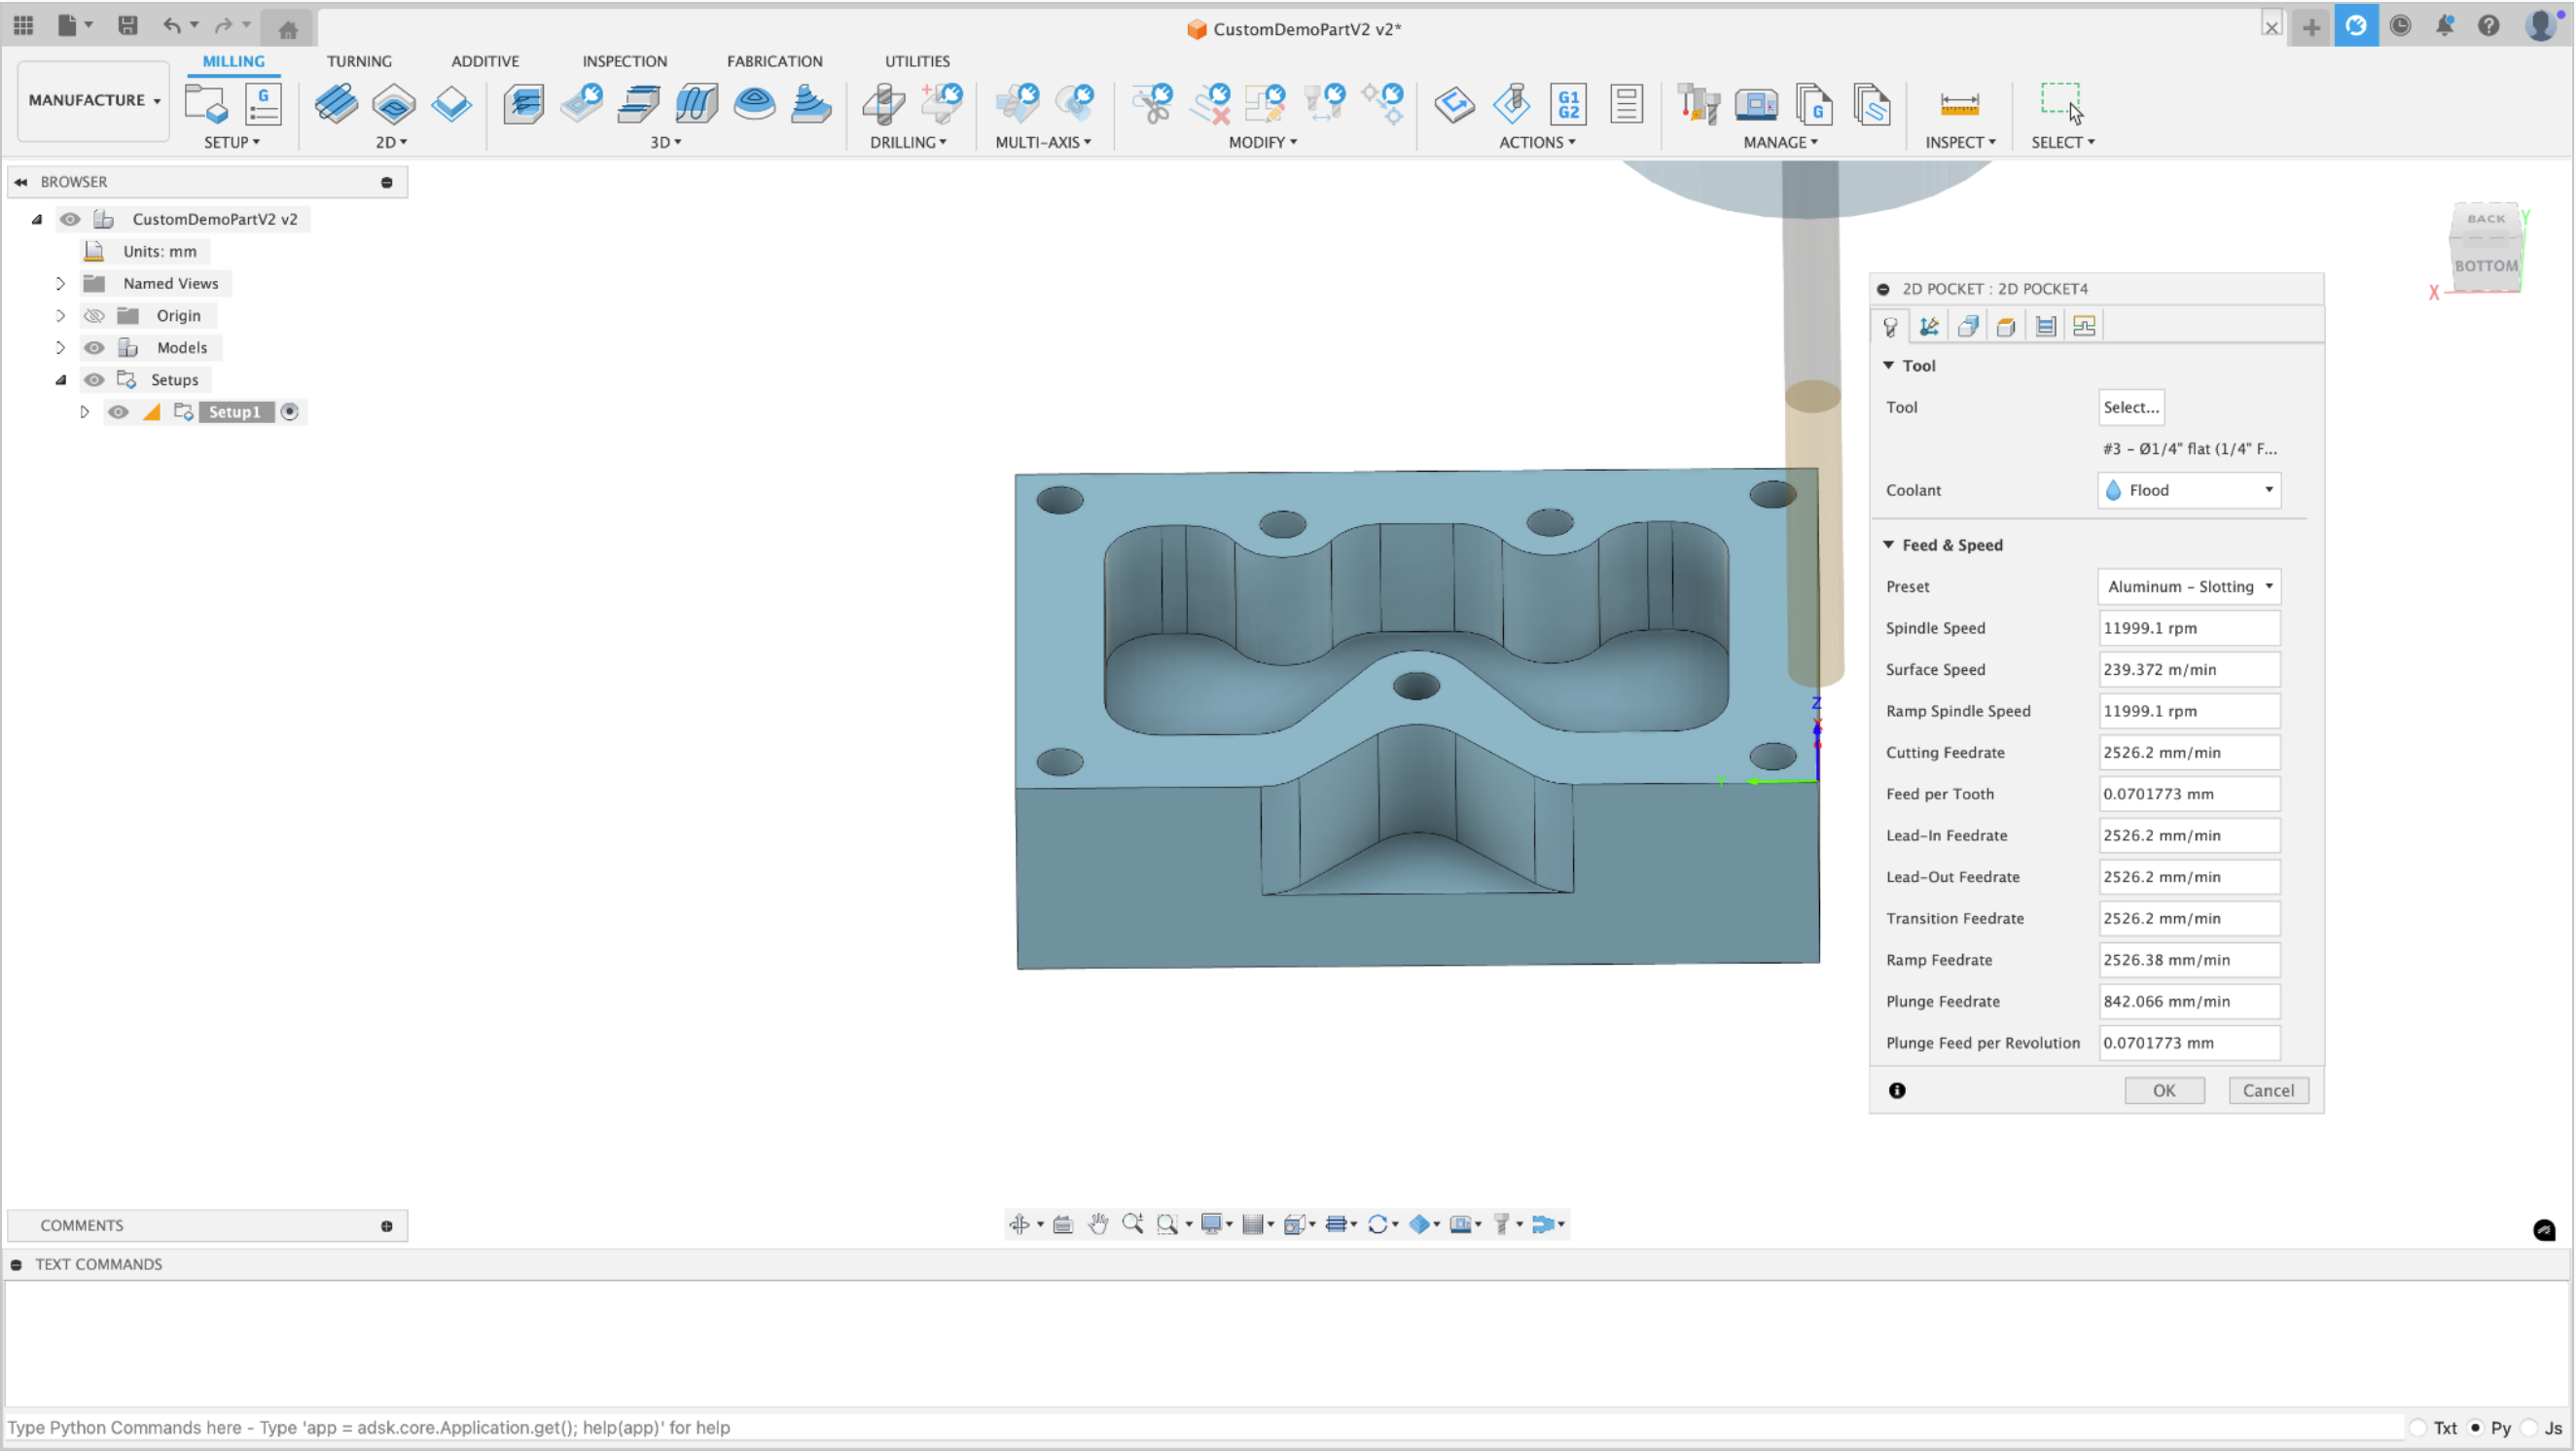 CustomDemoPartV2 v2*
MANUFACTURE
MILLING
TURNING
ADDITIVE
INSPECTION
FABRICATION
UTILITIES
G
G1
G2
G
SETUP
2D
3D
DRILLING
MULTI-AXIS
MODIFY
ACTIONS
MANAGE
INSPECT
SELECT
BROWSER
CustomDemoPartV2 v2
Units: mm
Named Views
Origin
Models
Setups
Setup1
BACK
BOTTOM
Y
X
Z
X
Y
2D POCKET : 2D POCKET4
Tool
Tool Select...
#3 - Ø1/4" flat (1/4" F...
Coolant Flood
Feed & Speed
Preset Aluminum - Slotting
Spindle Speed 11999.1 rpm
Surface Speed 239.372 m/min
Ramp Spindle Speed 11999.1 rpm
Cutting Feedrate 2526.2 mm/min
Feed per Tooth 0.0701773 mm
Lead-In Feedrate 2526.2 mm/min
Lead-Out Feedrate 2526.2 mm/min
Transition Feedrate 2526.2 mm/min
Ramp Feedrate 2526.38 mm/min
Plunge Feedrate 842.066 mm/min
Plunge Feed per Revolution 0.0701773 mm
OK Cancel
COMMENTS
TEXT COMMANDS
Type Python Commands here - Type 'app = adsk.core.Application.get(); help(app)' for help
Txt Py Js